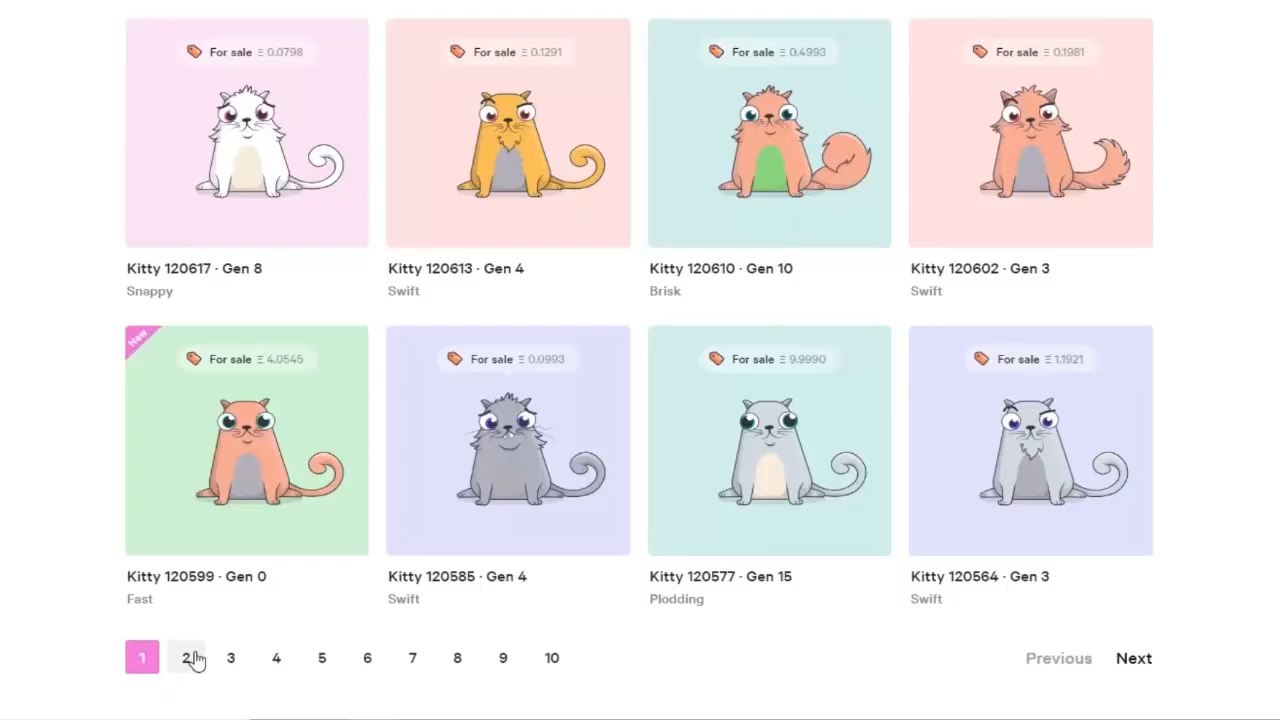 For sale Ξ 0.0798
For sale Ξ 0.1291
For sale Ξ 0.4993
For sale Ξ 0.1981
Kitty 120617 · Gen 8
Kitty 120613 · Gen 4
Kitty 120610 · Gen 10
Kitty 120602 · Gen 3
Snappy
Swift
Brisk
Swift
New
For sale Ξ 4.0545
For sale Ξ 0.0993
For sale Ξ 9.9990
For sale Ξ 1.1921
Kitty 120599 · Gen 0
Kitty 120585 · Gen 4
Kitty 120577 · Gen 15
Kitty 120564 · Gen 3
Fast
Swift
Plodding
Swift
1 2 3 4 5 6 7 8 9 10 Previous Next